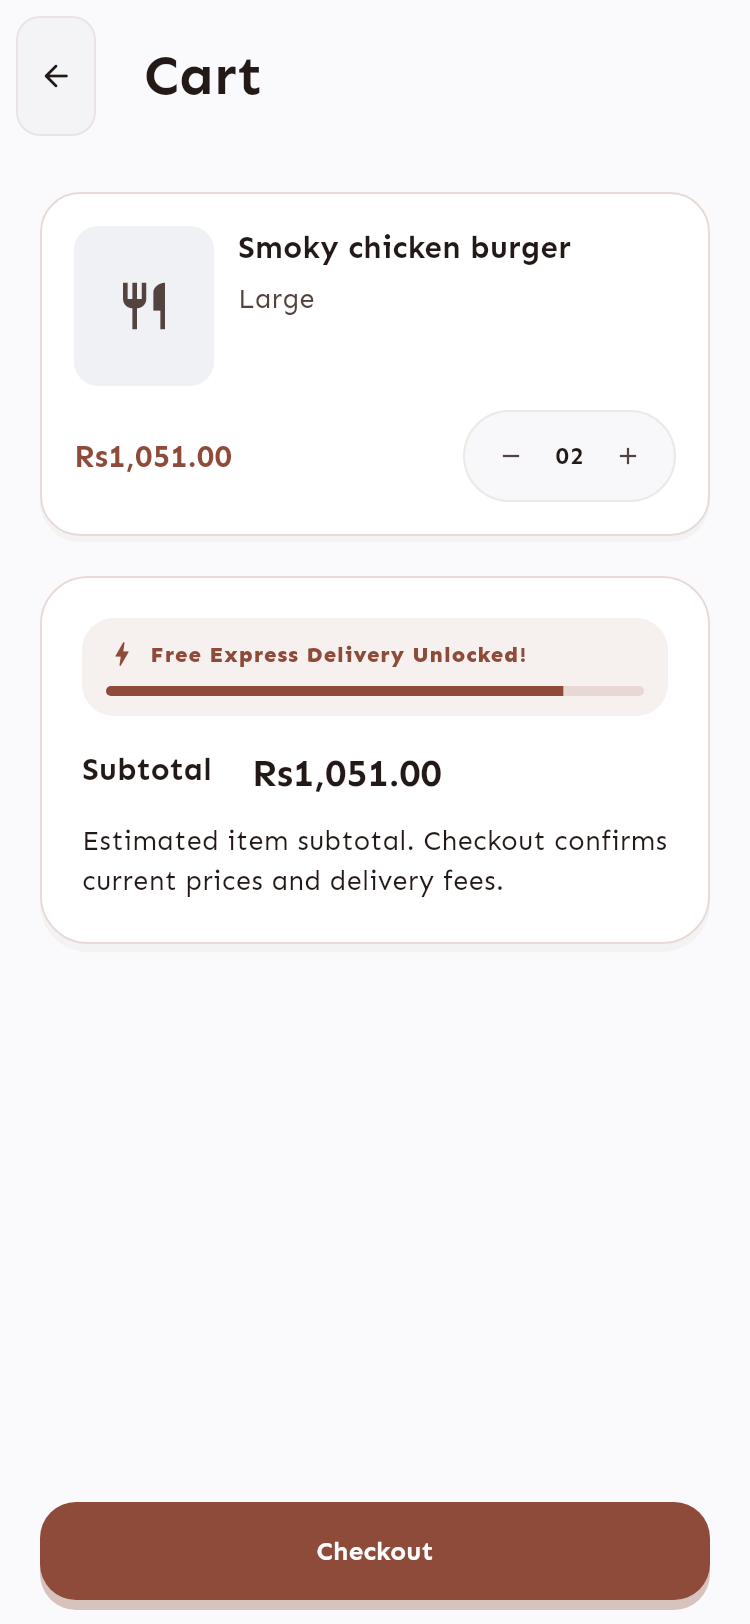 Cart
Smoky chicken burger
Large
Rs1,051.00
02
Free Express Delivery Unlocked!
Subtotal Rs1,051.00
Estimated item subtotal. Checkout confirms
current prices and delivery fees.
Checkout